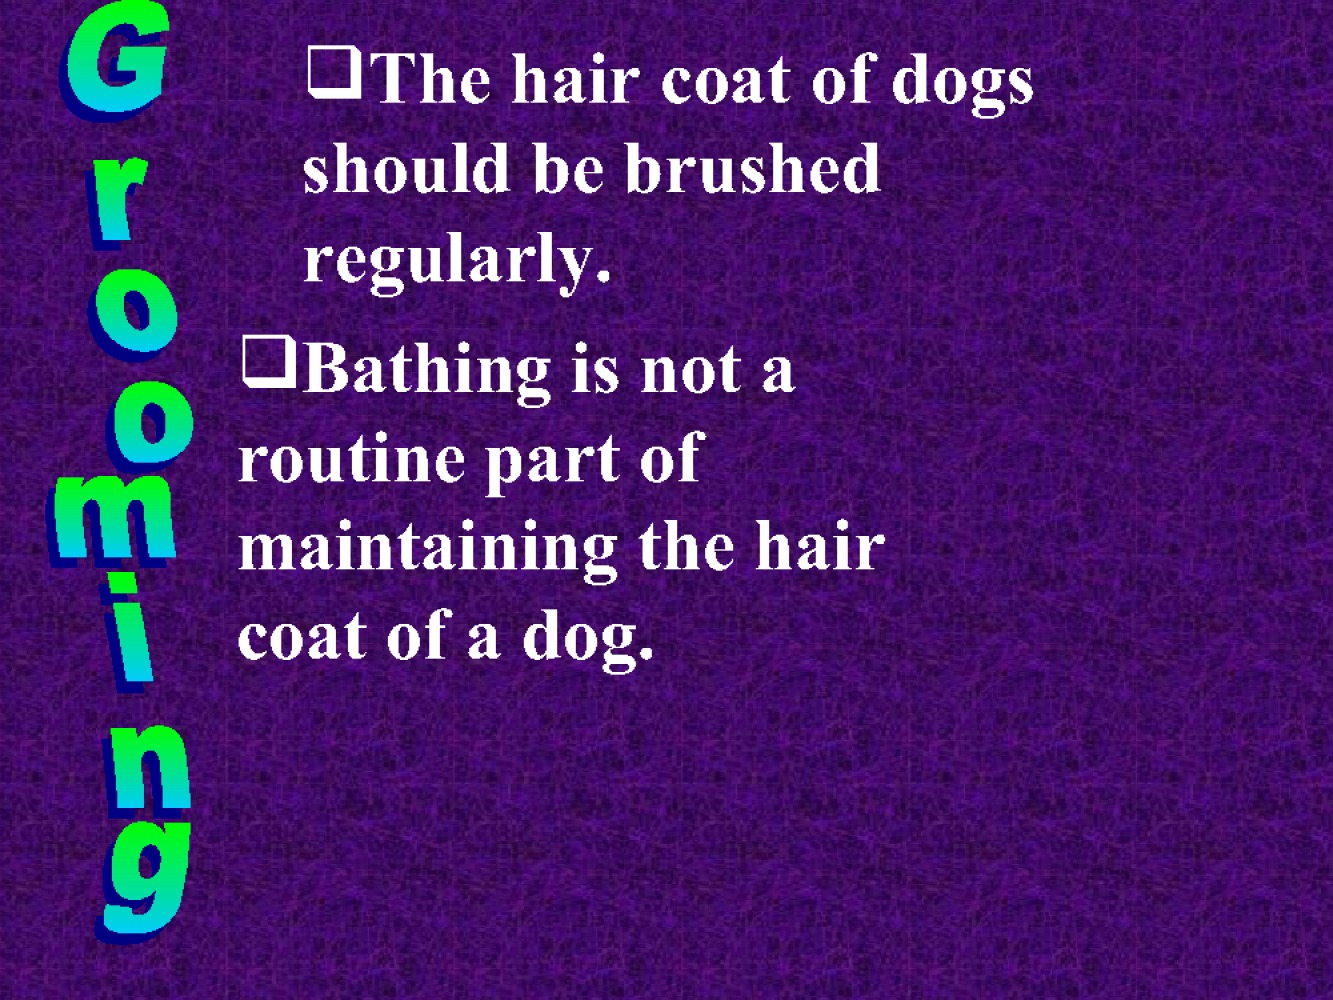 Grooming
❑The hair coat of dogs
should be brushed
regularly.
❑Bathing is not a
routine part of
maintaining the hair
coat of a dog.